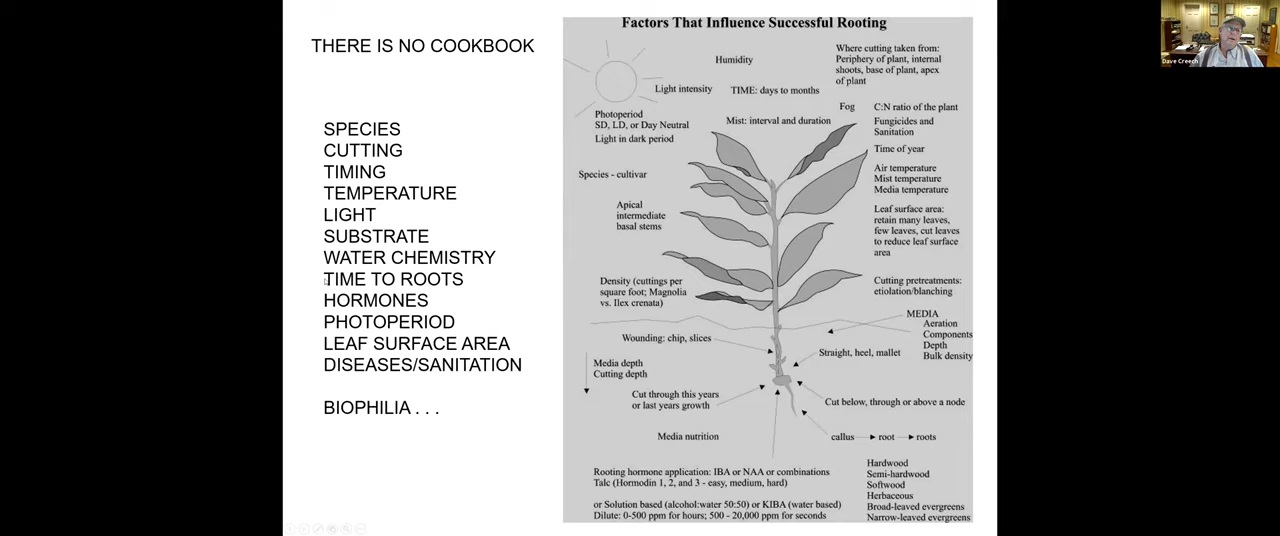 THERE IS NO COOKBOOK
SPECIES
CUTTING
TIMING
TEMPERATURE
LIGHT
SUBSTRATE
WATER CHEMISTRY
TIME TO ROOTS
HORMONES
PHOTOPERIOD
LEAF SURFACE AREA
DISEASES/SANITATION
BIOPHILIA . . .
Factors That Influence Successful Rooting
Humidity
Where cutting taken from:
Periphery of plant, internal
shoots, base of plant, apex
of plant
Light intensity
TIME: days to months
Photoperiod
SD, LD, or Day Neutral
Light in dark period
Mist: interval and duration
Fog
C:N ratio of the plant
Fungicides and
Sanitation
Time of year
Species - cultivar
Air temperature
Mist temperature
Media temperature
Apical
intermediate
basal stems
Leaf surface area:
retain many leaves,
few leaves, cut leaves
to reduce leaf surface
area
Density (cuttings per
square foot; Magnolia
vs. Ilex crenata)
Cutting pretreatments:
etiolation/blanching
MEDIA
Aeration
Components
Depth
Bulk density
Wounding: chip, slices
Straight, heel, mallet
Media depth
Cutting depth
Cut through this years
or last years growth
Cut below, through or above a node
Media nutrition
callus root roots
Rooting hormone application: IBA or NAA or combinations
Talc (Hormodin 1, 2, and 3 - easy, medium, hard)
or Solution based (alcohol:water 50:50) or KIBA (water based)
Dilute: 0-500 ppm for hours; 500 - 20,000 ppm for seconds
Hardwood
Semi-hardwood
Softwood
Herbaceous
Broad-leaved evergreens
Narrow-leaved evergreens
Dave Creech